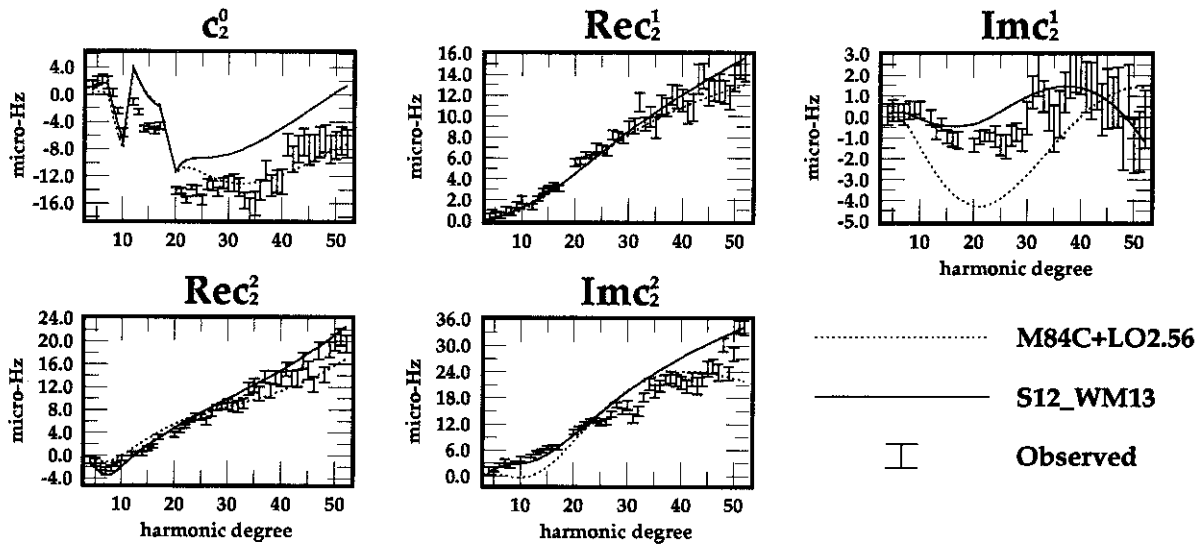 c₂⁰
Rec₂¹
Imc₂¹
micro-Hz
4.0
0.0
-4.0
-8.0
-12.0
-16.0
10 20 30 40 50
micro-Hz
16.0
14.0
12.0
10.0
8.0
6.0
4.0
2.0
0.0
10 20 30 40 50
micro-Hz
3.0
2.0
1.0
0.0
-1.0
-2.0
-3.0
-4.0
-5.0
10 20 30 40 50
harmonic degree
Rec₂²
Imc₂²
micro-Hz
24.0
20.0
16.0
12.0
8.0
4.0
0.0
-4.0
10 20 30 40 50
harmonic degree
micro-Hz
36.0
30.0
24.0
18.0
12.0
6.0
0.0
10 20 30 40 50
harmonic degree
M84C+LO2.56
S12_WM13
Observed